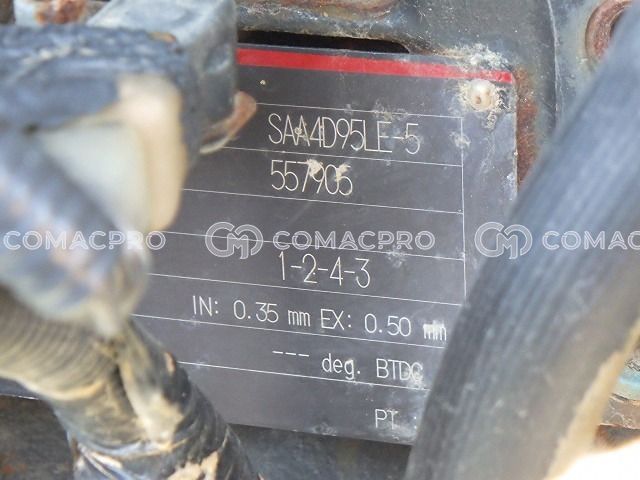 SAA4D95LE-5
557905
COMACPRO COMACPRO COMACPRO
1-2-4-3
IN: 0.35 mm EX: 0.50 mm
--- deg. BTDC
PT